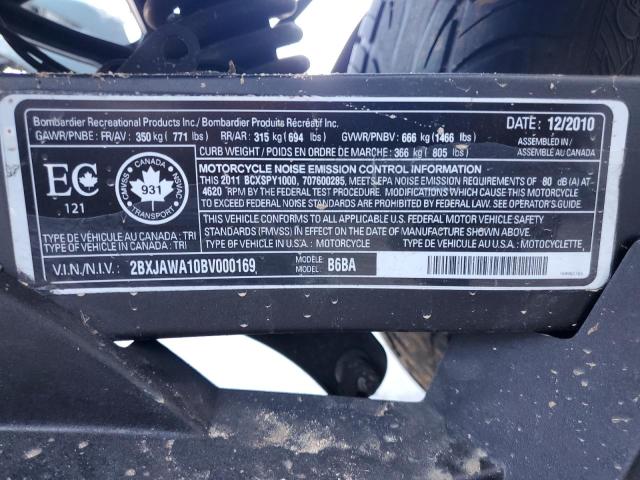 Bombardier Recreational Products Inc./ Bombardier Produits Récréatif Inc.
DATE: 12/2010
GAWR/PNBE: FR/AV: 350 kg ( 771 lbs) RR/AR: 315 kg ( 694 lbs) GVWR/PNBV: 666 kg (1466 lbs)
CURB WEIGHT / POIDS EN ORDRE DE MARCHE: 366 kg ( 805 lbs)
ASSEMBLED IN /
ASSEMBLÉ AU CANADA
EC
121
CANADA
CMVSS
NSVAC
931
TRANSPORT
MOTORCYCLE NOISE EMISSION CONTROL INFORMATION
THIS 2011 BCXSPY1000, 707600285, MEETS EPA NOISE EMISSION REQUIREMENTS OF 80 dB(A) AT
4620 RPM BY THE FEDERAL TEST PROCEDURE. MODIFICATIONS WHICH CAUSE THIS MOTORCYCLE
TO EXCEED FEDERAL NOISE STANDARDS ARE PROHIBITED BY LAW. SEE OPERATOR'S GUIDE.
THIS VEHICLE CONFORMS TO ALL APPLICABLE U.S. FEDERAL MOTOR VEHICLE SAFETY
STANDARDS (FMVSS) IN EFFECT ON THE DATE OF MANUFACTURE SHOWN ABOVE.
TYPE OF VEHICLE IN CANADA: TRI
TYPE DE VÉHICULE AU CANADA: TRI
TYPE OF VEHICLE IN U.S.A.: MOTORCYCLE
TYPE DE VÉHICULE AU U.S.A.: MOTOCYCLETTE
V.I.N./N.I.V.: 2BXJAWA10BV000169
MODEL:
MODÈLE: B6BA